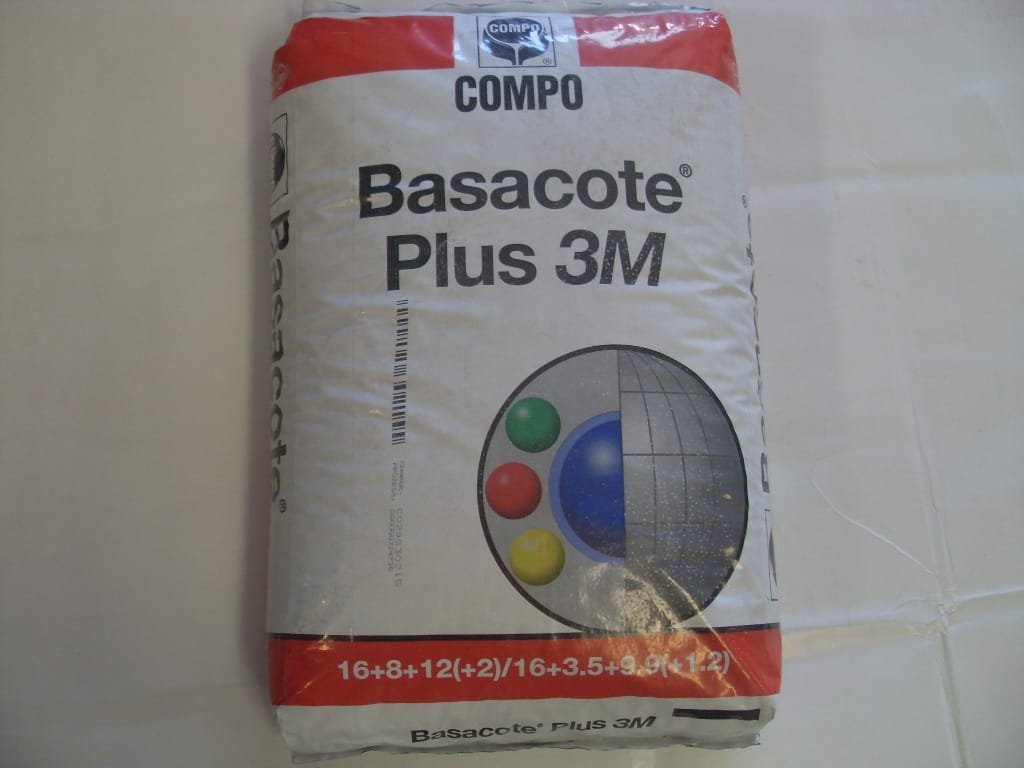 COMPO
®
COMPO
Basacote®
Plus 3M
Basacote®
16+8+12(+2)/16+3.5+9.9(+1.2)
Basacote® Plus 3M